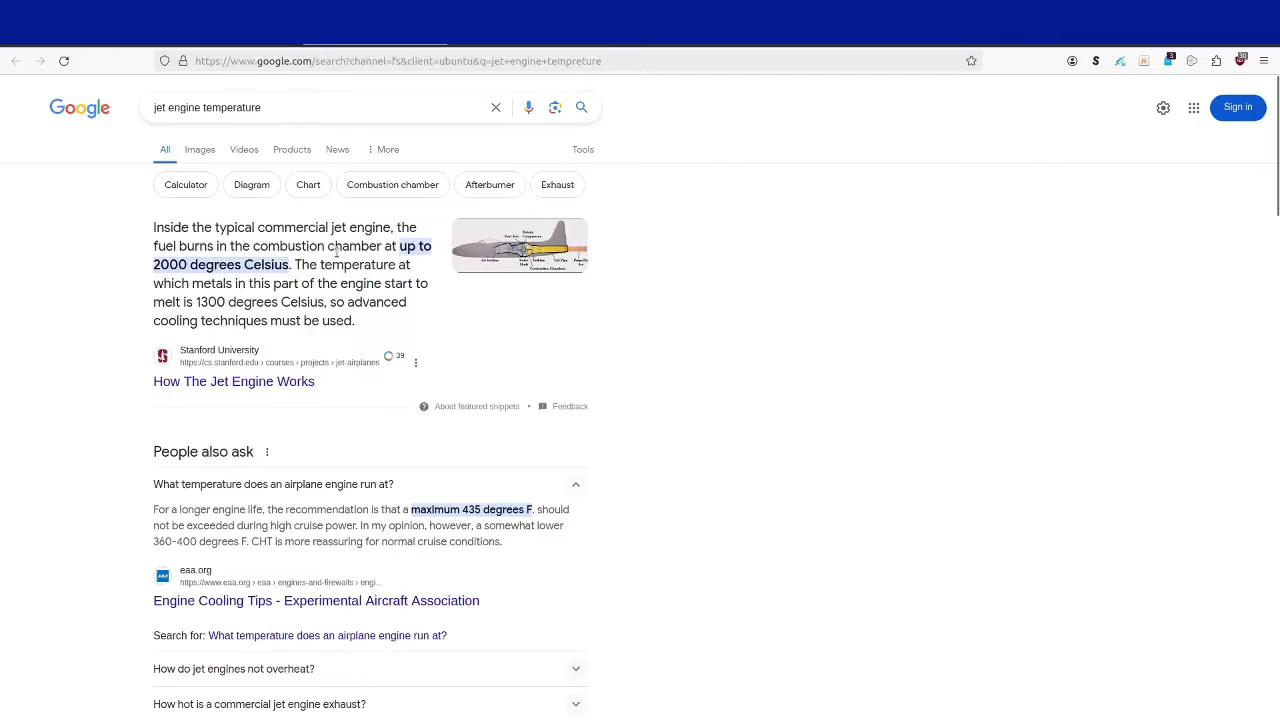 https://www.google.com/search?channel=fs&client=ubuntu&q=jet+engine+tempreture
3
Google
jet engine temperature
Sign in
All Images Videos Products News More Tools
Calculator Diagram Chart Combustion chamber Afterburner Exhaust
Inside the typical commercial jet engine, the
fuel burns in the combustion chamber at up to
2000 degrees Celsius. The temperature at
which metals in this part of the engine start to
melt is 1300 degrees Celsius, so advanced
cooling techniques must be used.
Stanford University
https://cs.stanford.edu › courses › projects › jet-airplanes
39
How The Jet Engine Works
About featured snippets • Feedback
People also ask
What temperature does an airplane engine run at?
For a longer engine life, the recommendation is that a maximum 435 degrees F. should
not be exceeded during high cruise power. In my opinion, however, a somewhat lower
360-400 degrees F. CHT is more reassuring for normal cruise conditions.
eaa.org
https://www.eaa.org › eaa › engines-and-firewalls › engi...
Engine Cooling Tips - Experimental Aircraft Association
Search for: What temperature does an airplane engine run at?
How do jet engines not overheat?
How hot is a commercial jet engine exhaust?